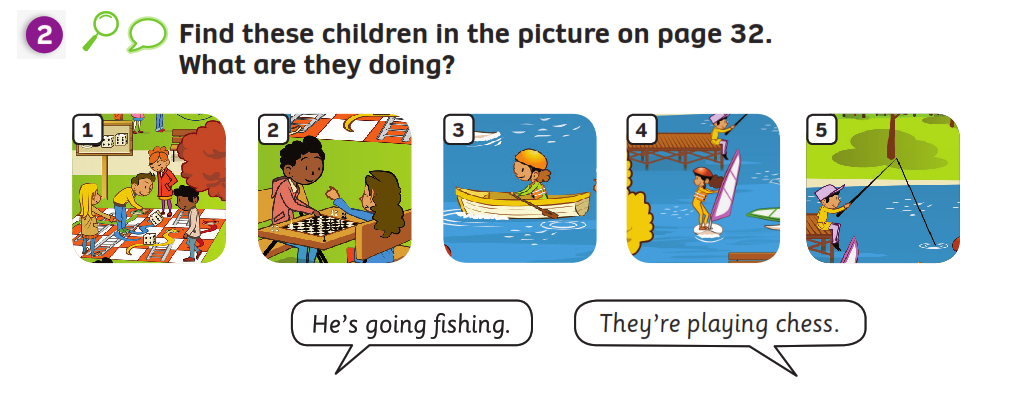 2
Find these children in the picture on page 32.
What are they doing?
1
2
3
4
5
He's going fishing.
They're playing chess.